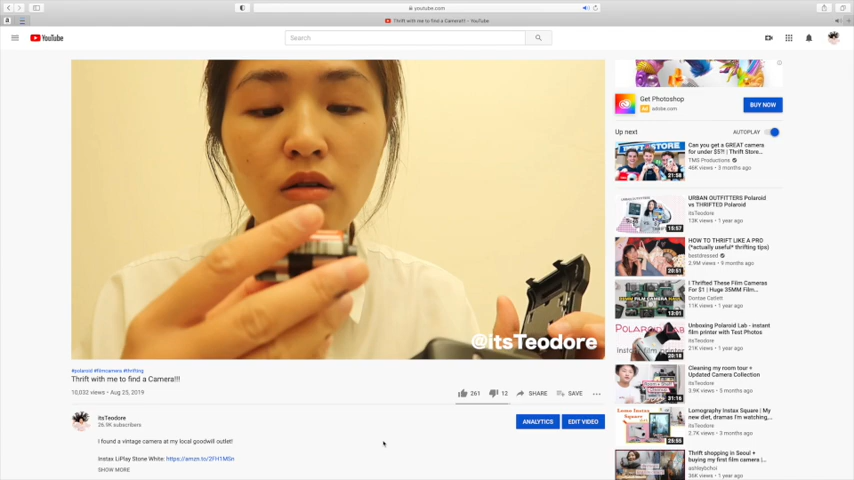 youtube.com
Thrift with me to find a Camera!!! - YouTube
YouTube
Search
@itsTeodore
Get Photoshop
Ad adobe.com
BUY NOW
Up next
AUTOPLAY
Can you get a GREAT camera
for under $5?! | Thrift Store...
TMS Productions
46K views • 3 months ago
21:58
URBAN OUTFITTERS Polaroid
vs THRIFTED Polaroid
itsTeodore
13K views • 1 year ago
15:57
HOW TO THRIFT LIKE A PRO
(*actually useful* thrifting tips)
bestdressed
2.9M views • 9 months ago
20:51
I Thrifted These Film Cameras
For $1 | Huge 35MM Film...
11K views • 1 year ago
13:01
Unboxing Polaroid Lab - instant
film printer with Test Photos
itsTeodore
21K views • 1 year ago
20:18
Cleaning my room tour +
Updated Camera Collection
itsTeodore
3.9K views • 5 months ago
31:16
Lomography Instax Square | My
new diet, dramas I'm watching,...
itsTeodore
2.7K views • 3 months ago
25:55
Thrift shopping in Seoul +
buying my first film camera |...
ashleybchoi
#polaroid #filmcamera #thrifting
Thrift with me to find a Camera!!!
10,032 views • Aug 25, 2019
261
12
SHARE
SAVE
itsTeodore
26.9K subscribers
ANALYTICS
EDIT VIDEO
I found a vintage camera at my local goodwill outlet!
Instax LiPlay Stone White: https://amzn.to/2FH1MSn
SHOW MORE